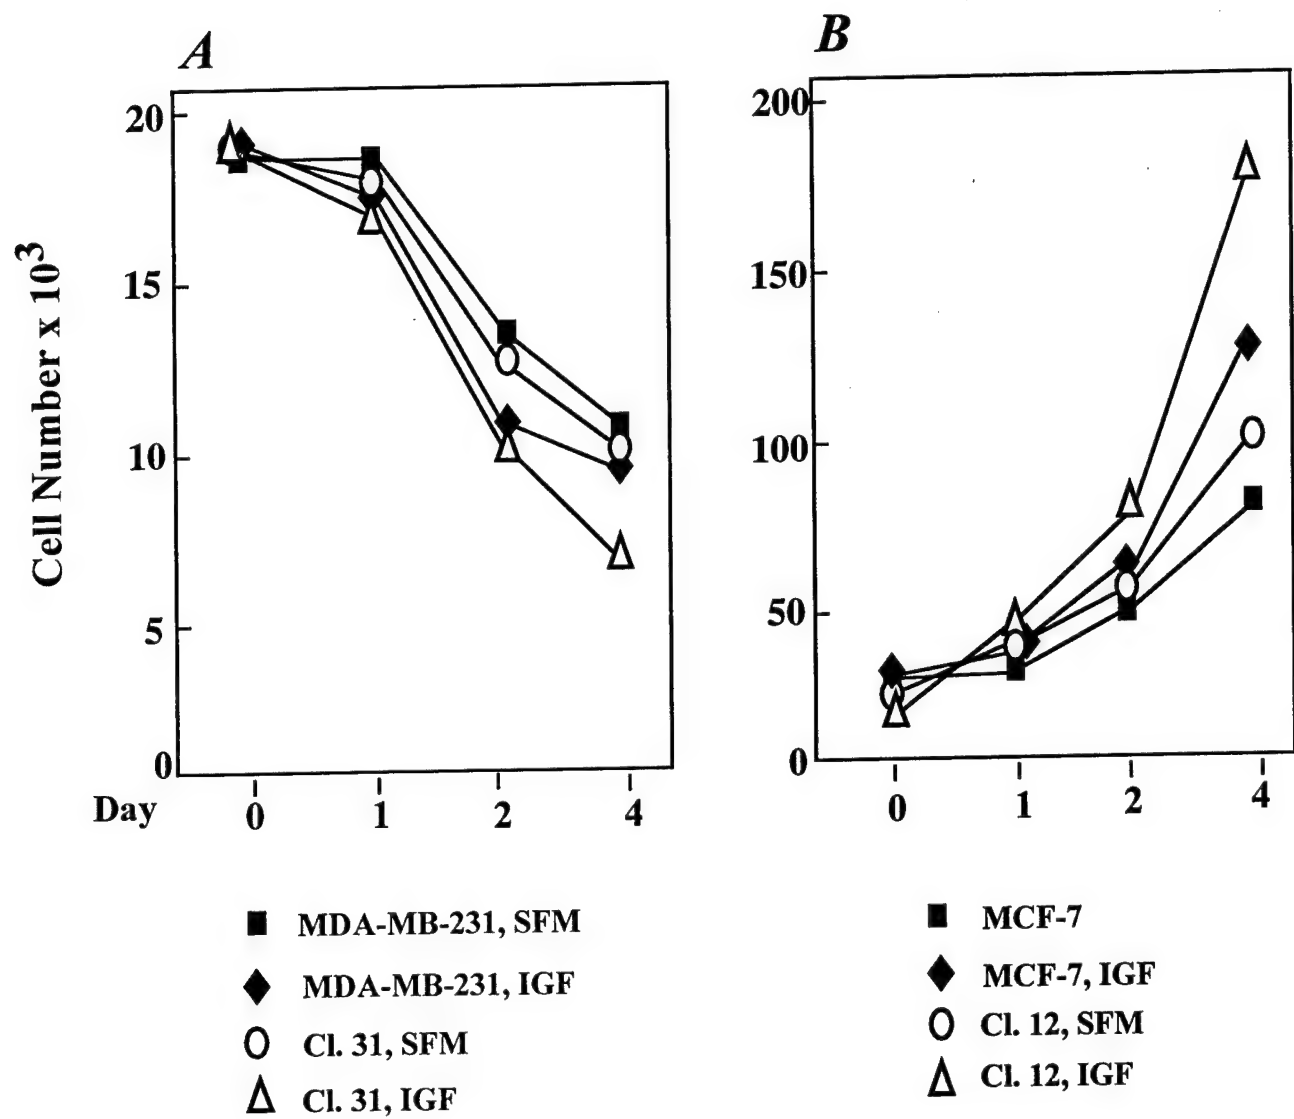 A
B
Cell Number x 10³
20
15
10
5
0
200
150
100
50
0
Day 0 1 2 4
0 1 2 4
MDA-MB-231, SFM
MDA-MB-231, IGF
Cl. 31, SFM
Cl. 31, IGF
MCF-7
MCF-7, IGF
Cl. 12, SFM
Cl. 12, IGF